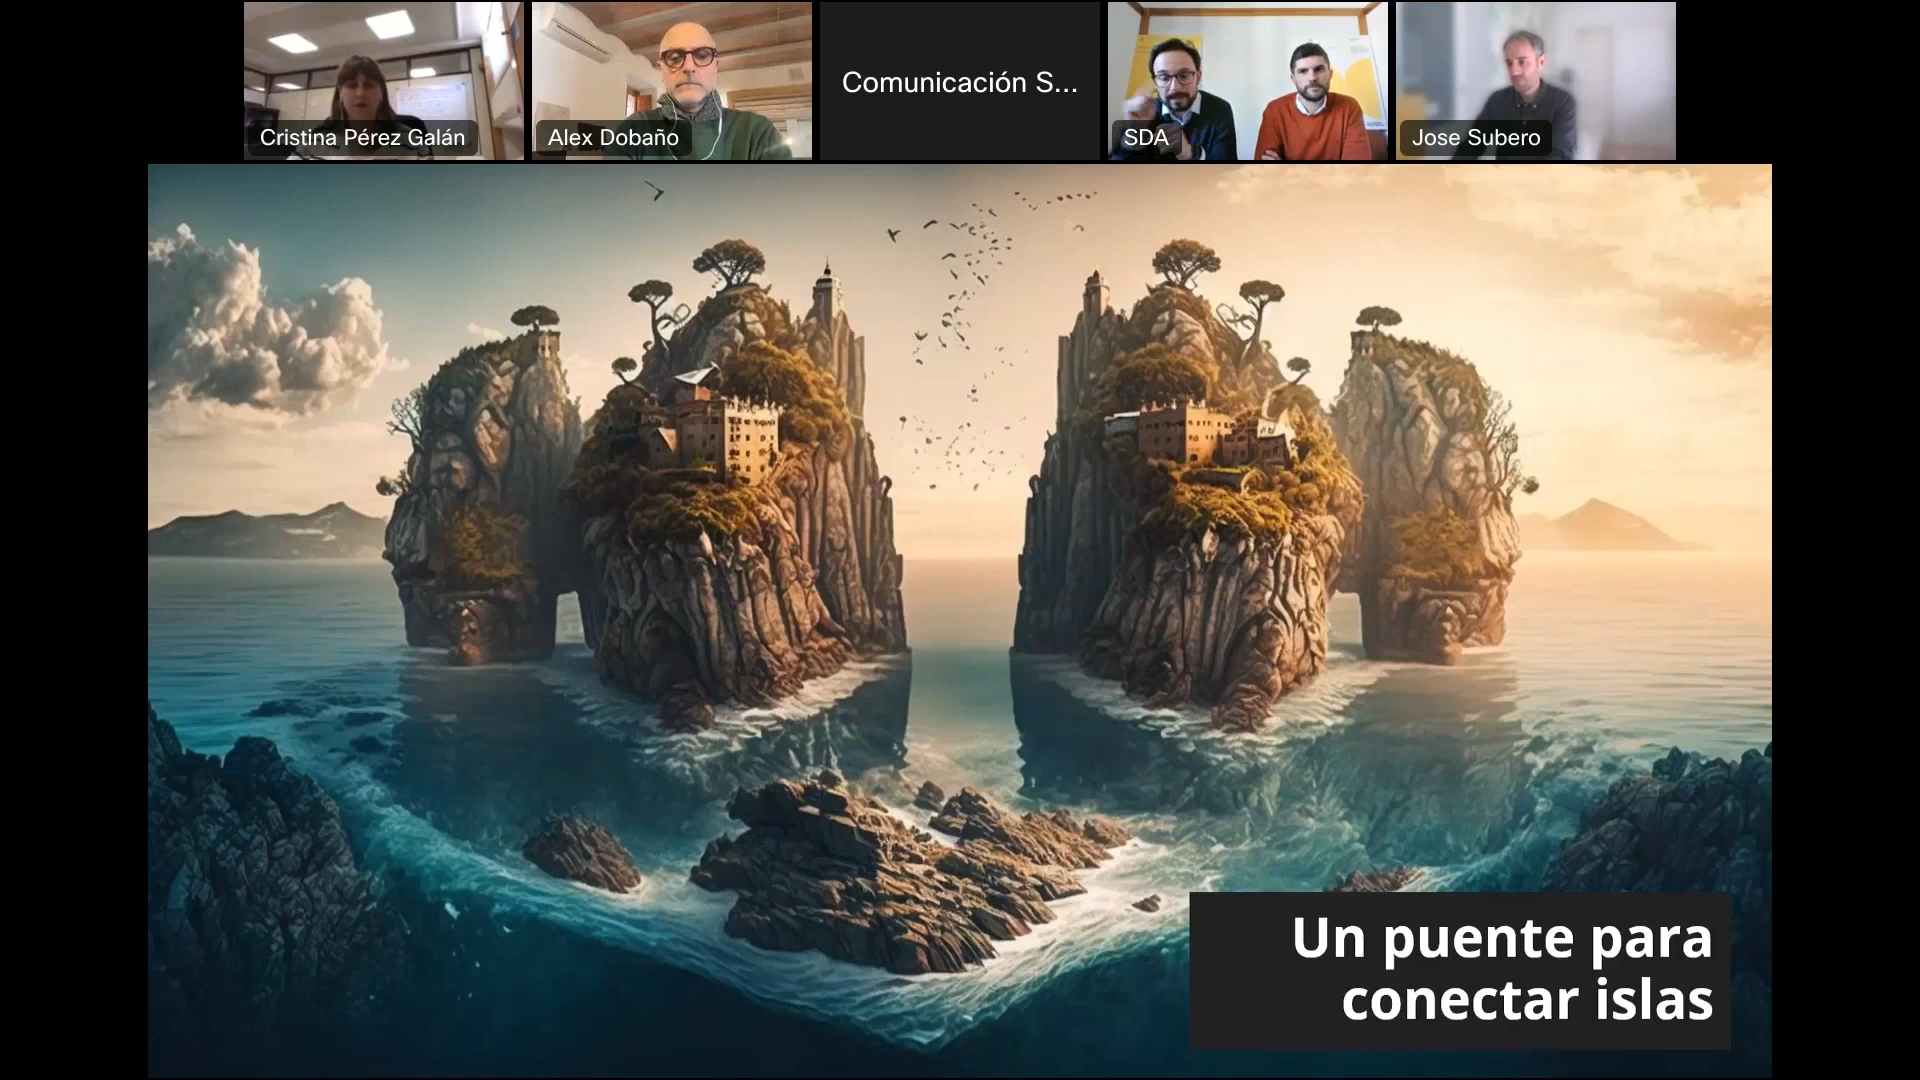 Cristina Pérez Galán
Alex Dobaño
Comunicación S...
SDA
Jose Subero
Un puente para
conectar islas